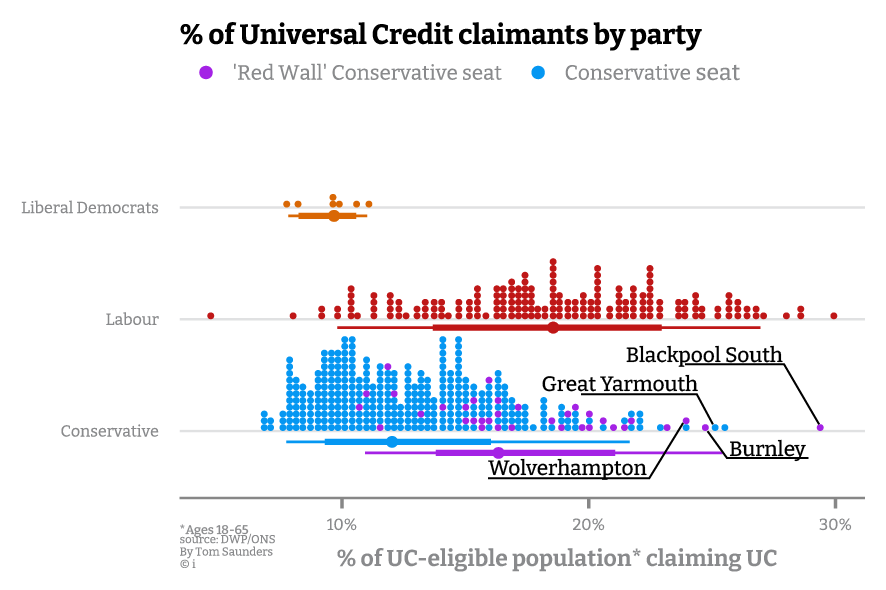 % of Universal Credit claimants by party
'Red Wall' Conservative seat Conservative seat
Liberal Democrats
Labour
Blackpool South
Great Yarmouth
Conservative
Burnley
Wolverhampton
10% 20% 30%
*Ages 18-65
source: DWP/ONS
By Tom Saunders
© i
% of UC-eligible population* claiming UC